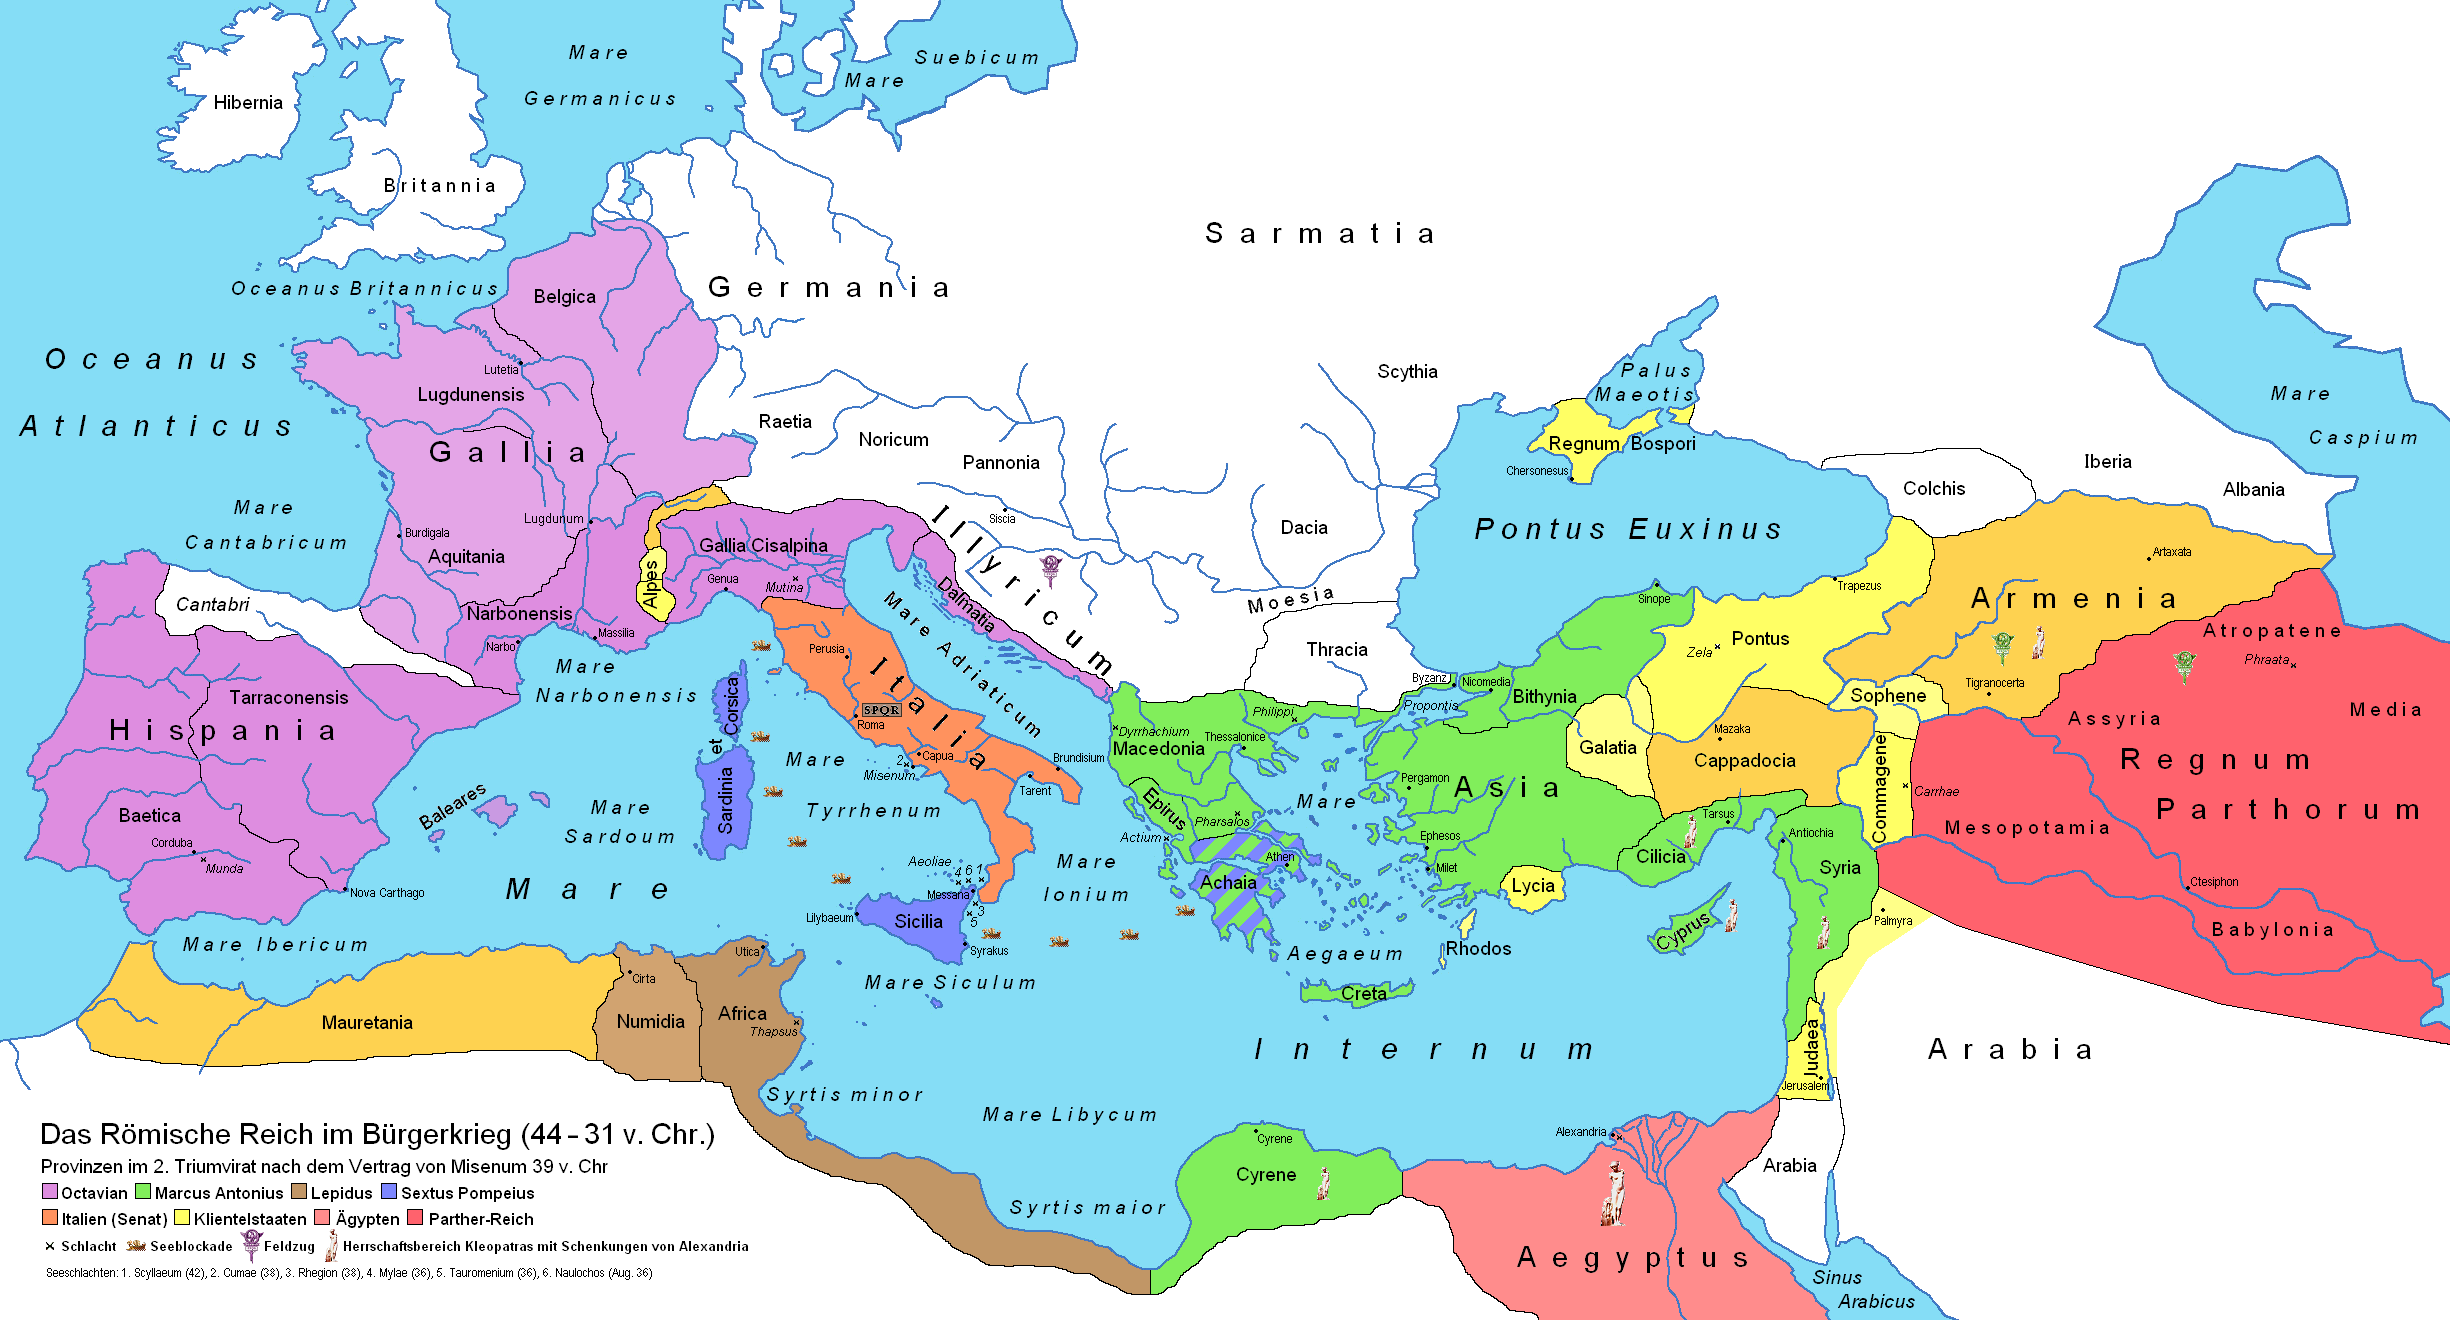 Mare
Germanicus
Mare
Suebicum
Hibernia
Britannia
Sarmatia
Germania
Oceanus Britannicus
Belgica
Oceanus
Atlanticus
Lutetia
Lugdunensis
Gallia
Scythia
Palus
Maeotis
Mare
Caspium
Raetia
Noricum
Pannonia
Regnum Bospori
Chersonesus
Iberia
Albania
Colchis
Mare
Cantabricum
Lugdunum
Burdigala
Aquitania
Siscia
Illyricum
Dacia
Pontus Euxinus
Gallia Cisalpina
Genua
Mutina
Alpes
Artaxata
Armenia
Trapezus
Sinope
Cantabri
Narbonensis
Narbo
Massilia
Dalmatia
Mare Adriaticum
Moesia
Thracia
Pontus
Zela
Atropatene
Phraata
Perusia
Italia
SPQR
Roma
Mare
Narbonensis
Tarraconensis
Hispania
Corsica
et
Sardinia
Byzanz
Nicomedia
Bithynia
Propontis
Philippi
Tigranocerta
Sophene
Assyria
Media
Regnum
Parthorum
Dyrrhachium
Macedonia
Thessalonice
Mazaka
Cappadocia
Galatia
Commagene
Carrhae
Mesopotamia
Mare
Tyrrhenum
2
Misenum
Capua
Brundisium
Tarent
Baetica
Corduba
Munda
Nova Carthago
Baleares
Mare
Sardoum
Mare
Epirus
Pharsalos
Actium
Mare
Pergamon
Asia
Ephesos
Milet
Tarsus
Cilicia
Antiochia
Syria
Lycia
Athen
Achaia
Aeoliae
4 6 1
Messana
3
5
Lilybaeum
Sicilia
Syrakus
Mare
Ionium
Ctesiphon
Babylonia
Palmyra
Cyprus
Rhodos
Aegaeum
Creta
Mare Ibericum
Utica
Cirta
Mare Siculum
Mauretania
Numidia
Africa
Thapsus
Internum
Judaea
Jerusalem
Arabia
Syrtis minor
Mare Libycum
Alexandria
Cyrene
Cyrene
Arabia
Syrtis maior
Aegyptus
Sinus
Arabicus
Das Römische Reich im Bürgerkrieg (44 – 31 v. Chr.)
Provinzen im 2. Triumvirat nach dem Vertrag von Misenum 39 v. Chr
Octavian Marcus Antonius Lepidus Sextus Pompeius
Italien (Senat) Klientelstaaten Ägypten Parther-Reich
Schlacht Seeblockade Feldzug Herrschaftsbereich Kleopatras mit Schenkungen von Alexandria
Seeschlachten: 1. Scyllaeum (42), 2. Cumae (38), 3. Rhegion (38), 4. Mylae (36), 5. Tauromenium (36), 6. Naulochos (Aug. 36)